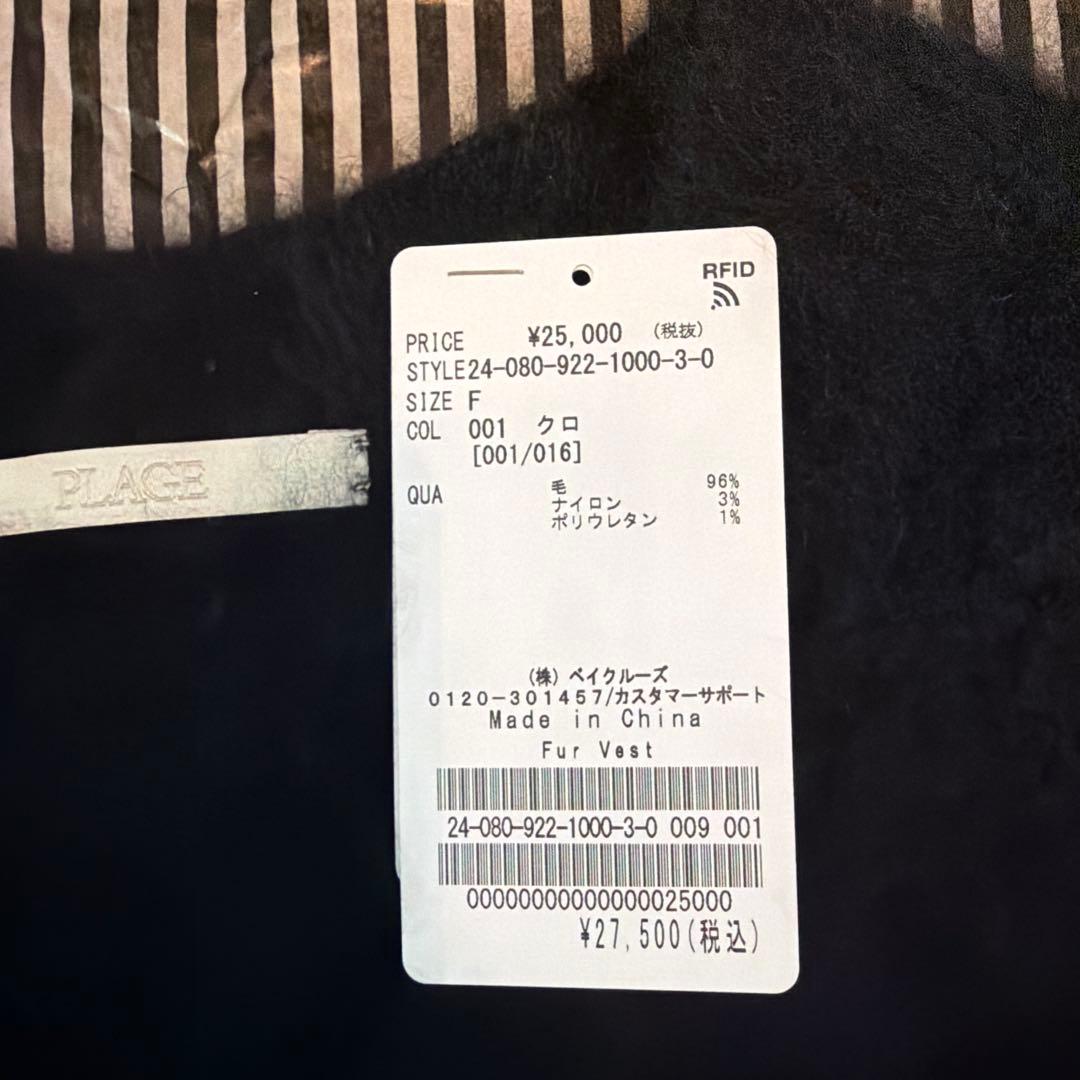 RFID
PRICE ¥25,000 (税抜)
STYLE 24-080-922-1000-3-0
SIZE F
COL 001 クロ
[001/016]
QUA 毛 96%
ナイロン 3%
ポリウレタン 1%
PLAGE
(株) ベイクルーズ
0120-301457/カスタマーサポート
Made in China
Fur Vest
24-080-922-1000-3-0 009 001
00000000000000025000
¥27,500(税込)